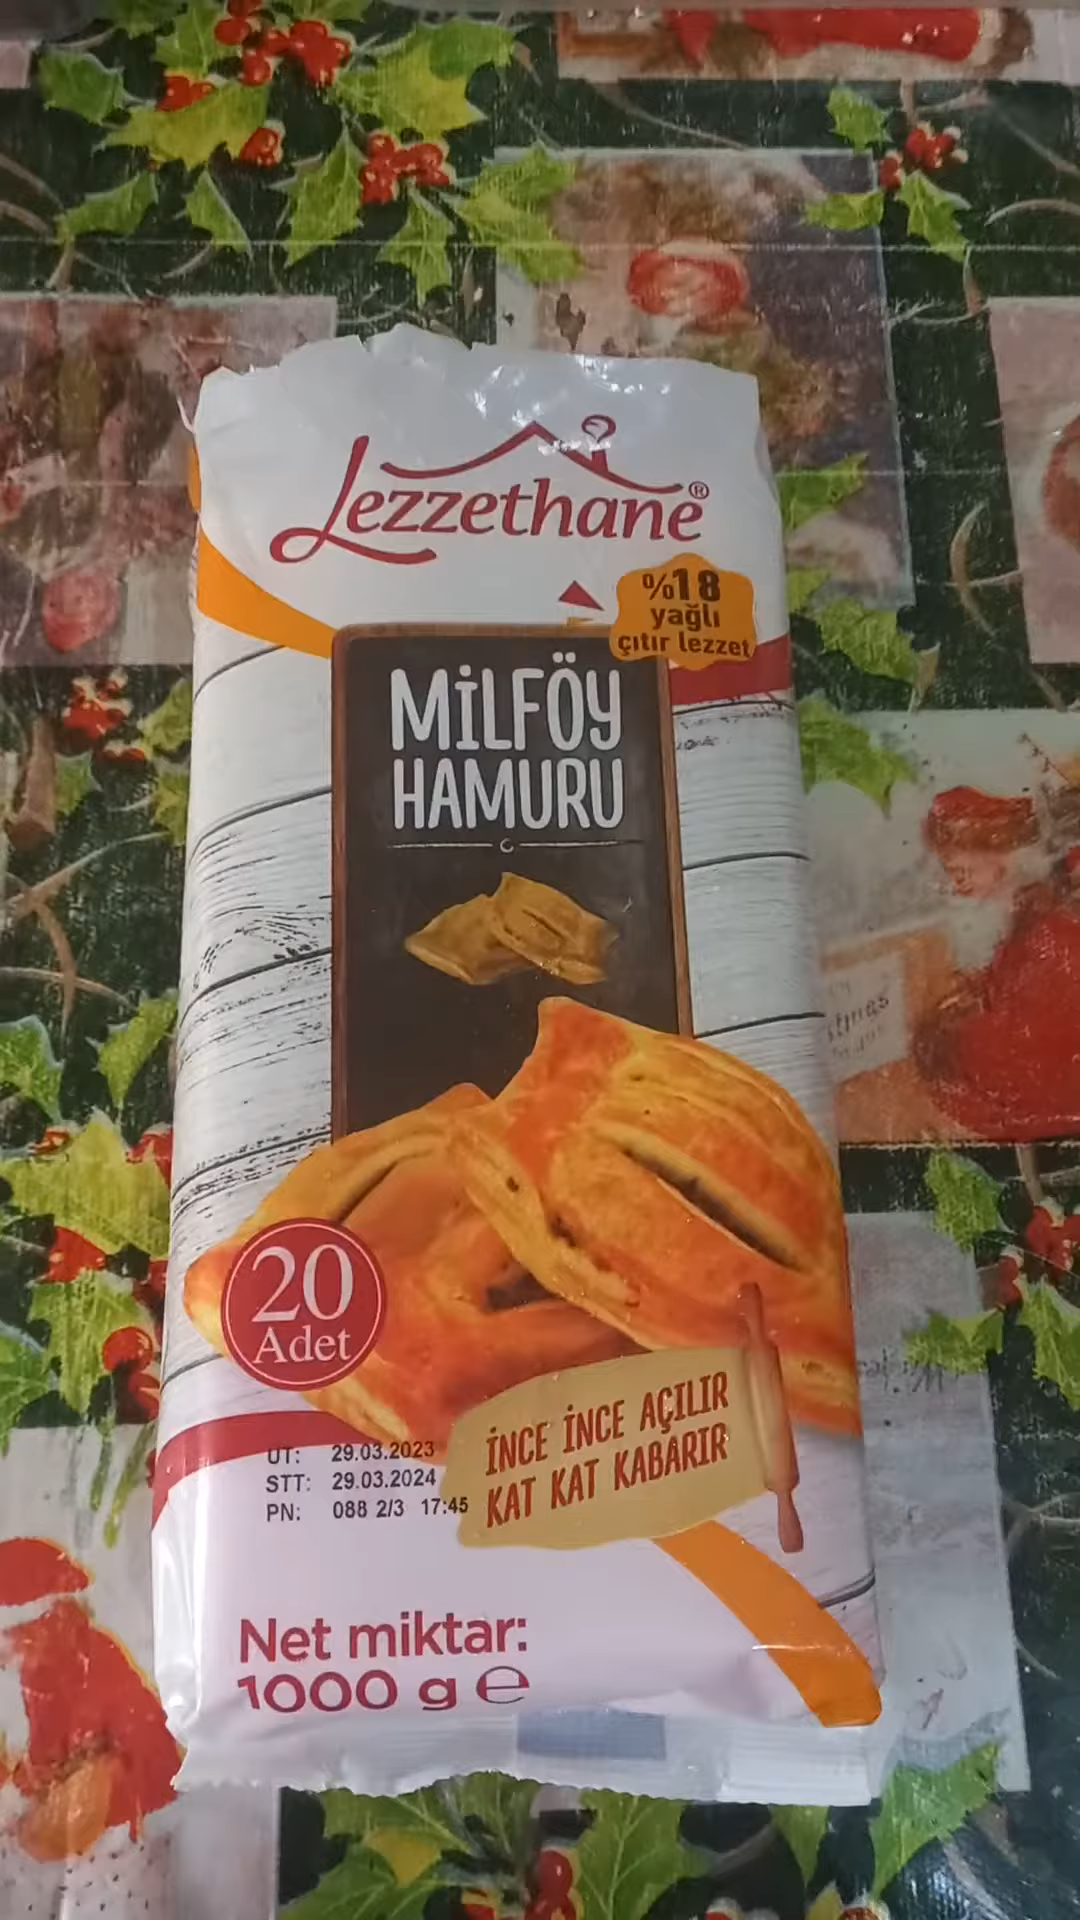 Lezzethane®
%18
yağlı
çıtır lezzet
MİLFÖY
HAMURU
20
Adet
İNCE İNCE AÇILIR
KAT KAT KABARIR
ÜT: 29.03.2023
STT: 29.03.2024
PN: 088 2/3 17:45
Net miktar:
1000 g ℮